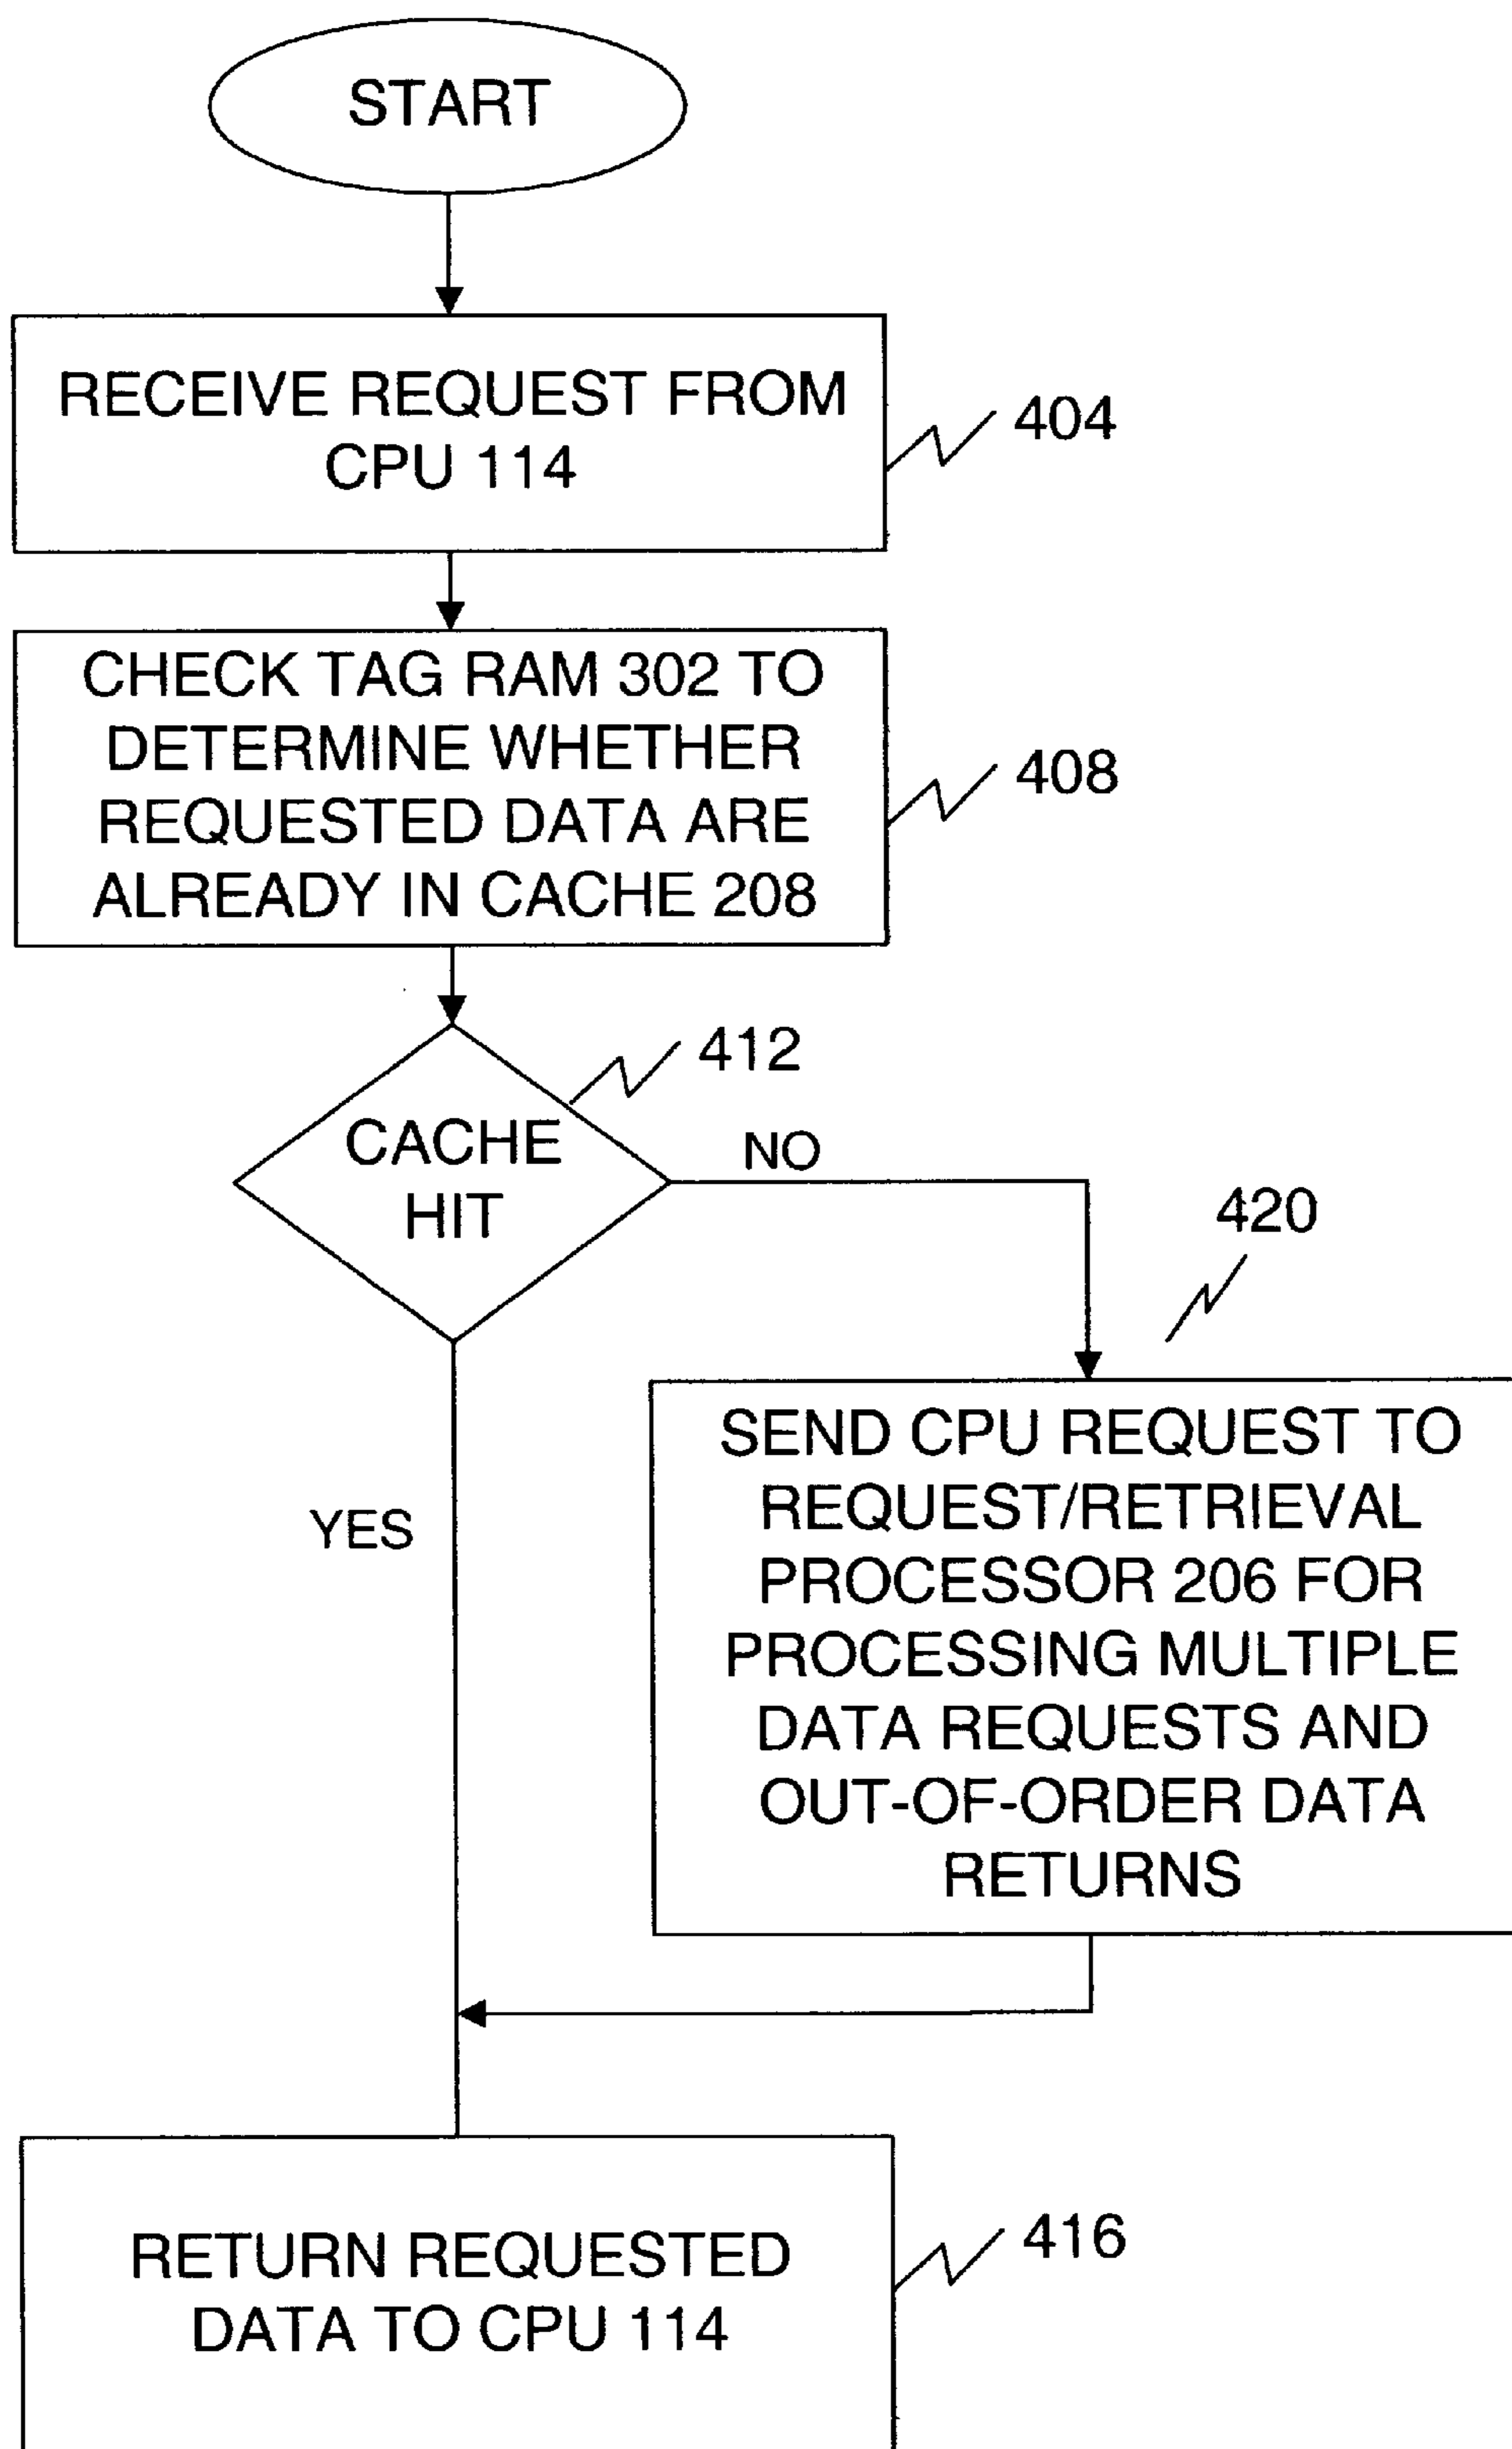 START
RECEIVE REQUEST FROM
CPU 114
404
CHECK TAG RAM 302 TO
DETERMINE WHETHER
REQUESTED DATA ARE
ALREADY IN CACHE 208
408
412
CACHE
HIT
NO
420
YES
SEND CPU REQUEST TO
REQUEST/RETRIEVAL
PROCESSOR 206 FOR
PROCESSING MULTIPLE
DATA REQUESTS AND
OUT-OF-ORDER DATA
RETURNS
RETURN REQUESTED
DATA TO CPU 114
416